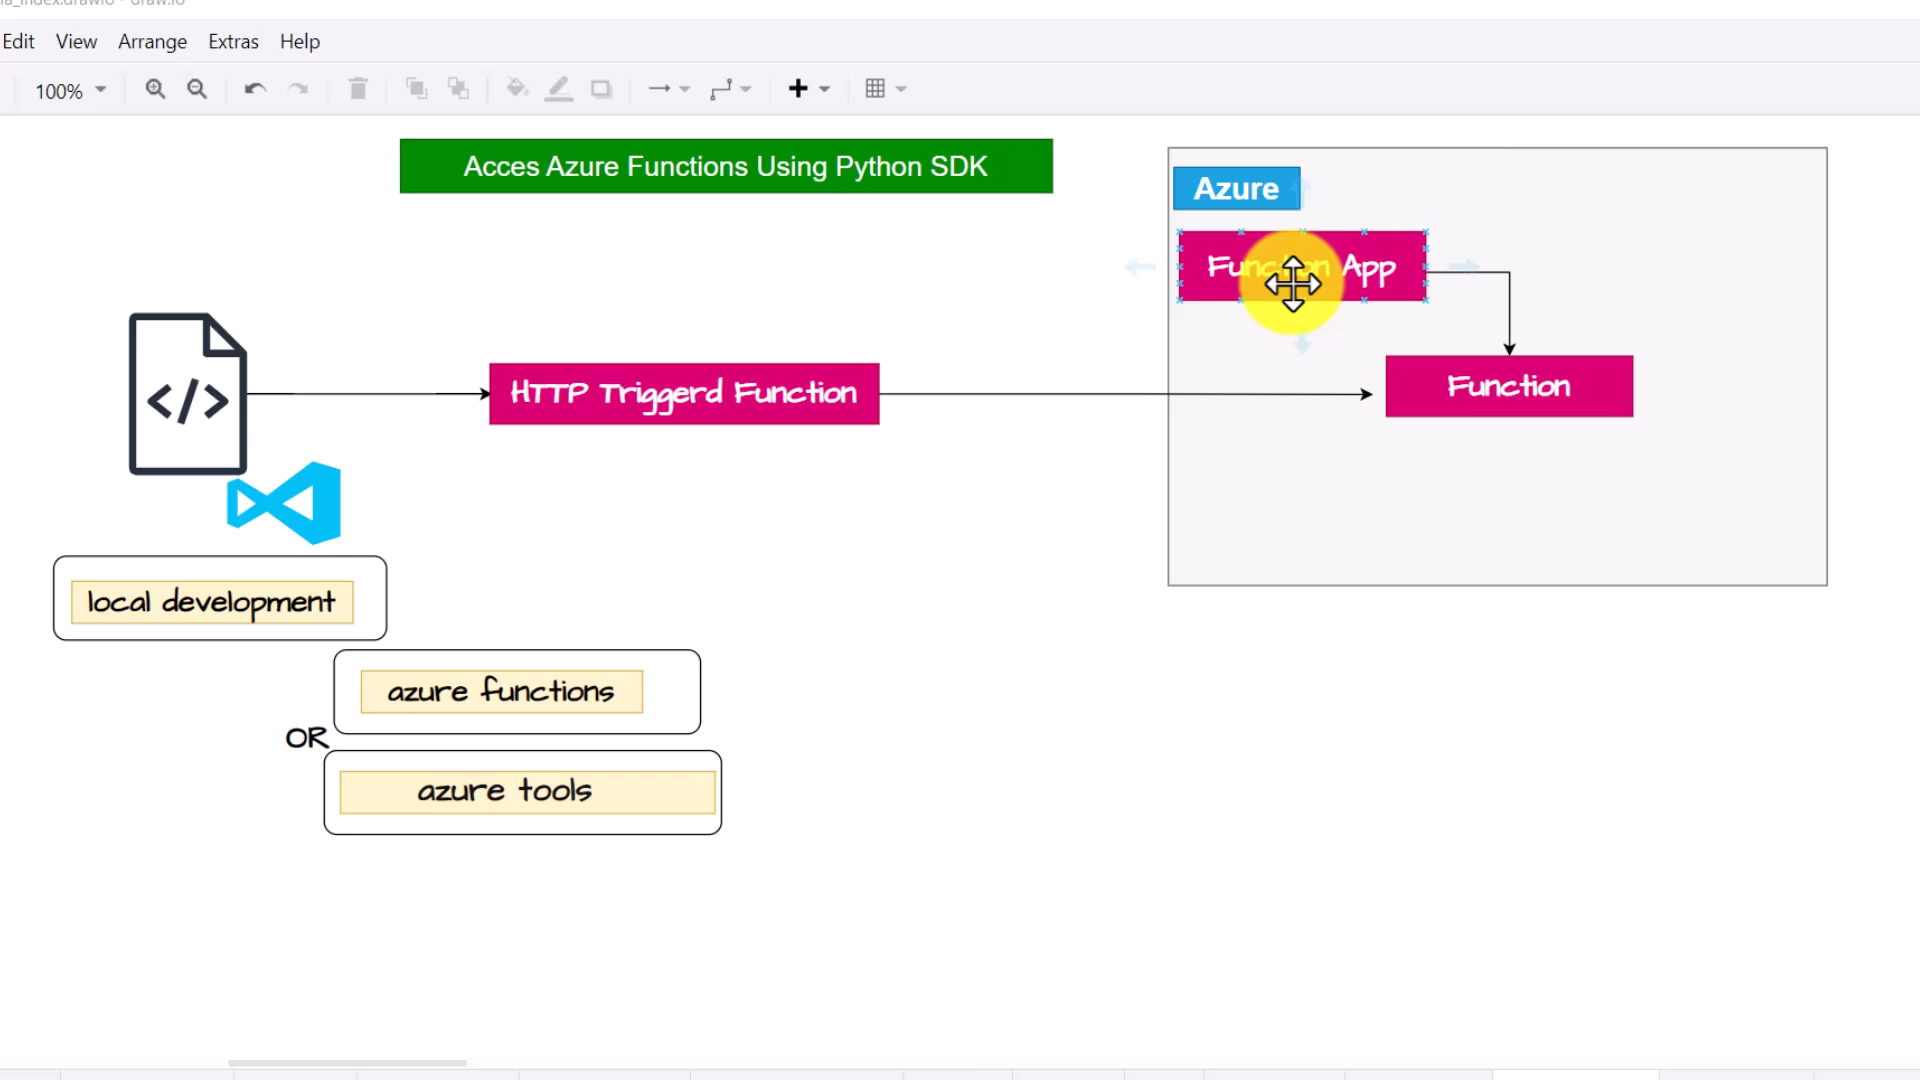 Edit View Arrange Extras Help
100%
Acces Azure Functions Using Python SDK
Azure
Function App
HTTP Triggerd Function
Function
</>
local development
azure functions
OR
azure tools